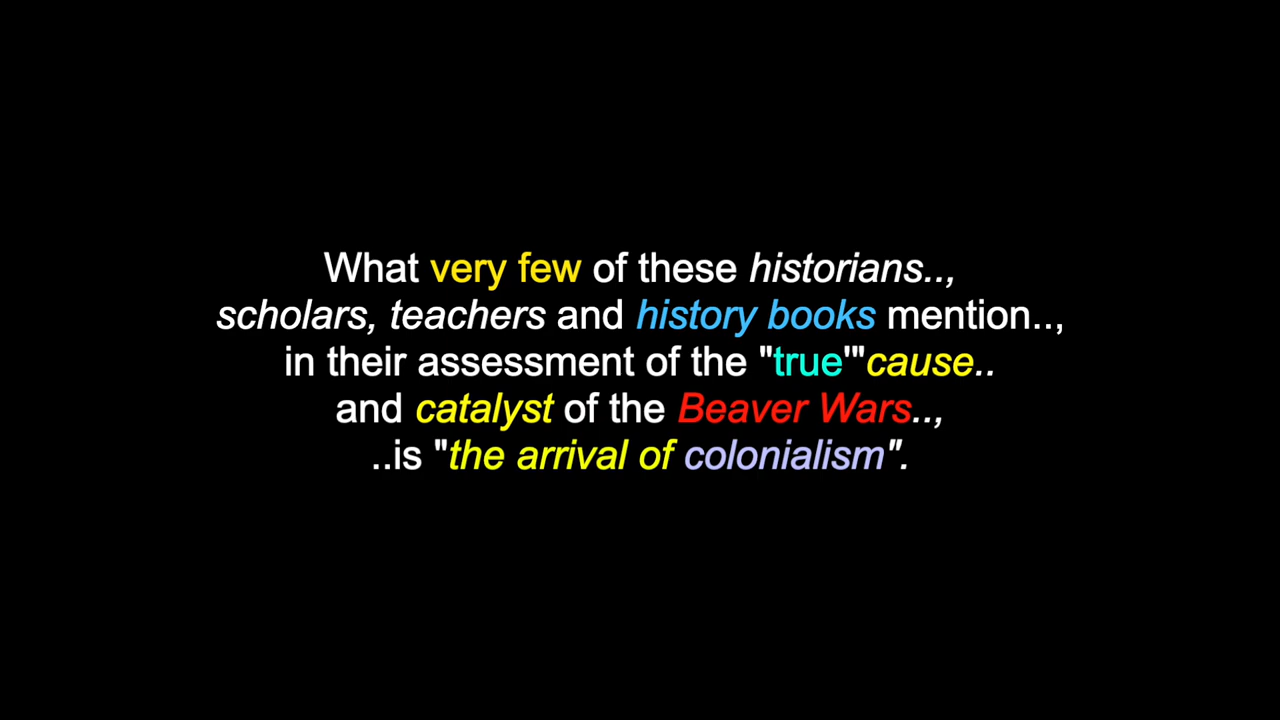 What very few of these historians..,
scholars, teachers and history books mention..,
in their assessment of the "true'"cause..
and catalyst of the Beaver Wars..,
..is "the arrival of colonialism".